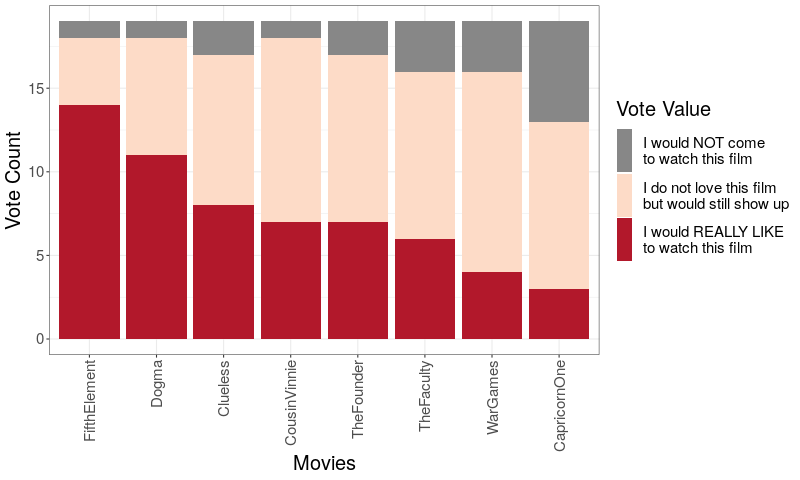 Vote Count
15
10
5
0
FifthElement
Dogma
Clueless
CousinVinnie
TheFounder
TheFaculty
WarGames
CapricornOne
Movies
Vote Value
I would NOT come
to watch this film
I do not love this film
but would still show up
I would REALLY LIKE
to watch this film